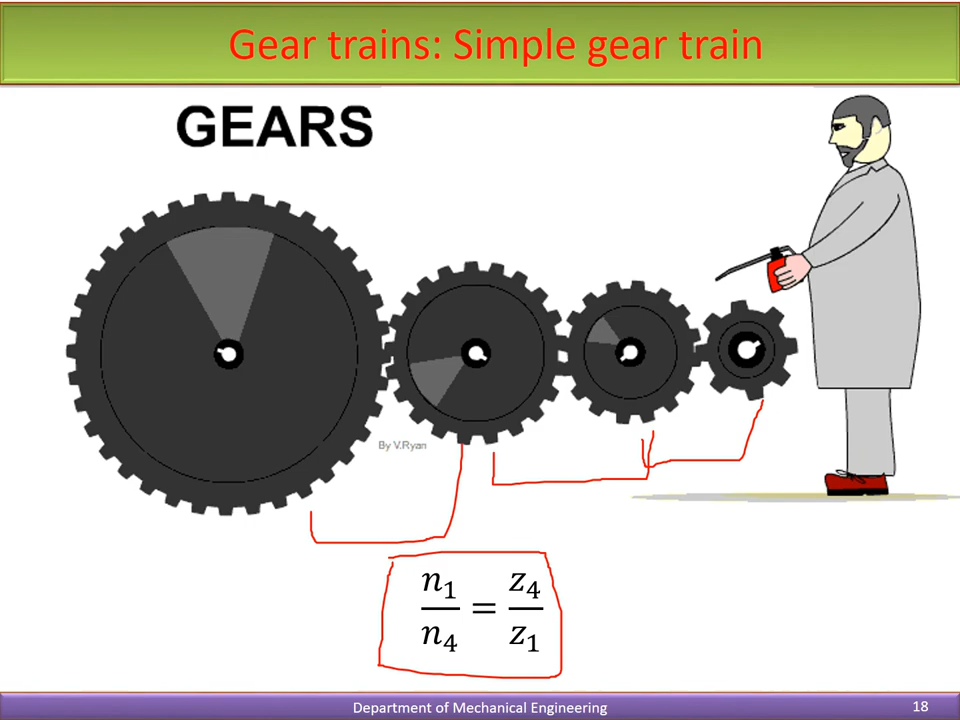 Gear trains: Simple gear train
GEARS
By V.Ryan
n₁/n₄ = z₄/z₁
Department of Mechanical Engineering
18